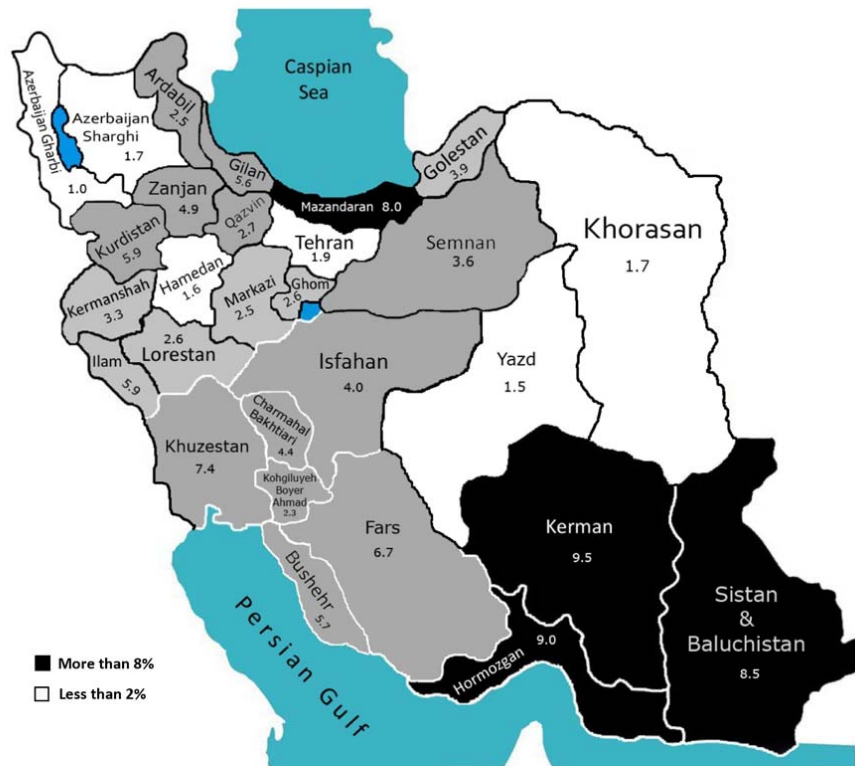 Caspian
Sea
Azerbaijan Gharbi
1.0
Azerbaijan
Sharghi
1.7
Ardabil
2.5
Gilan
5.6
Golestan
3.9
Mazandaran 8.0
Khorasan
1.7
Zanjan
4.9
Qazvin
2.7
Tehran
1.9
Semnan
3.6
Kurdistan
5.9
Hamedan
1.6
Markazi
2.5
Ghom
2.6
Kermanshah
3.3
2.6
Lorestan
Isfahan
4.0
Yazd
1.5
Ilam
5.9
Charmahal
Bakhtiari
4.4
Khuzestan
7.4
Kohgiluyeh
Boyer
Ahmad
2.3
Fars
6.7
Kerman
9.5
Bushehr
5.7
Sistan
&
Baluchistan
8.5
Hormozgan
9.0
Persian Gulf
More than 8%
Less than 2%